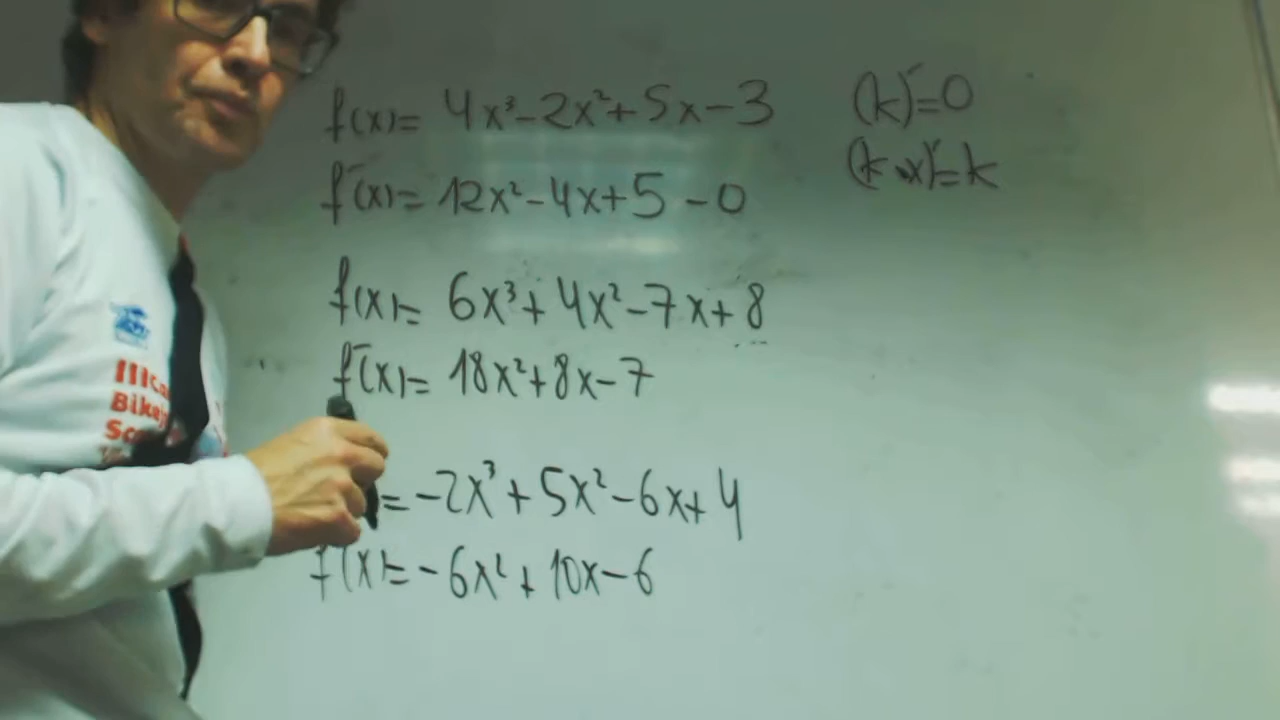 f(x)= 4x³-2x²+5x-3
f'(x)= 12x²-4x+5-0
(k)'=0
(k·x)'=k
f(x)= 6x³+4x²-7x+8
f'(x)= 18x²+8x-7
)= -2x³+5x²-6x+4
f'(x)= -6x²+10x-6